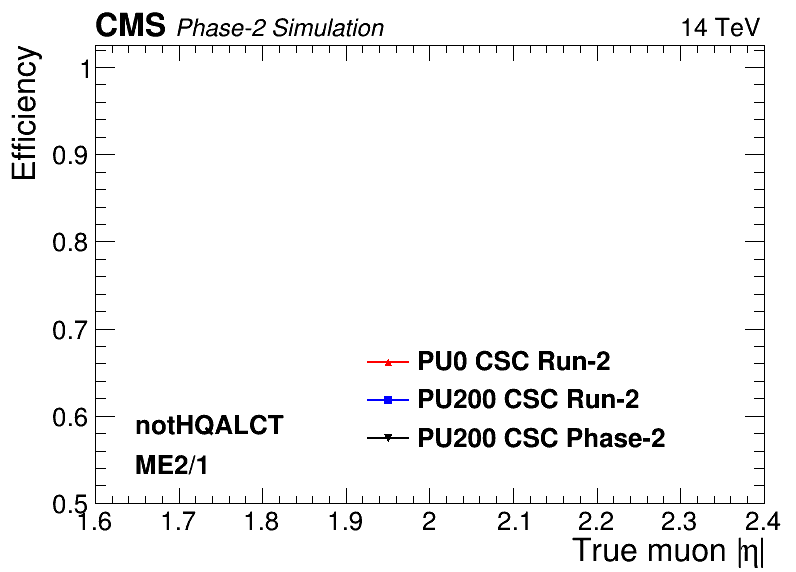 CMS Phase-2 Simulation 14 TeV
Efficiency
1
0.9
0.8
0.7
0.6
0.5
PU0 CSC Run-2
PU200 CSC Run-2
PU200 CSC Phase-2
notHQALCT
ME2/1
1.6 1.7 1.8 1.9 2 2.1 2.2 2.3 2.4
True muon |η|